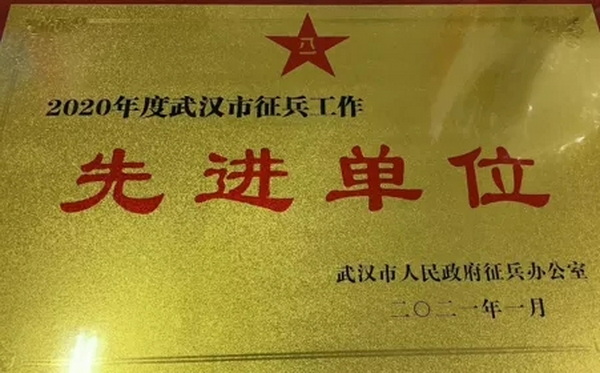 八一
2020年度武汉市征兵工作
先进单位
武汉市人民政府征兵办公室
二〇二一年一月